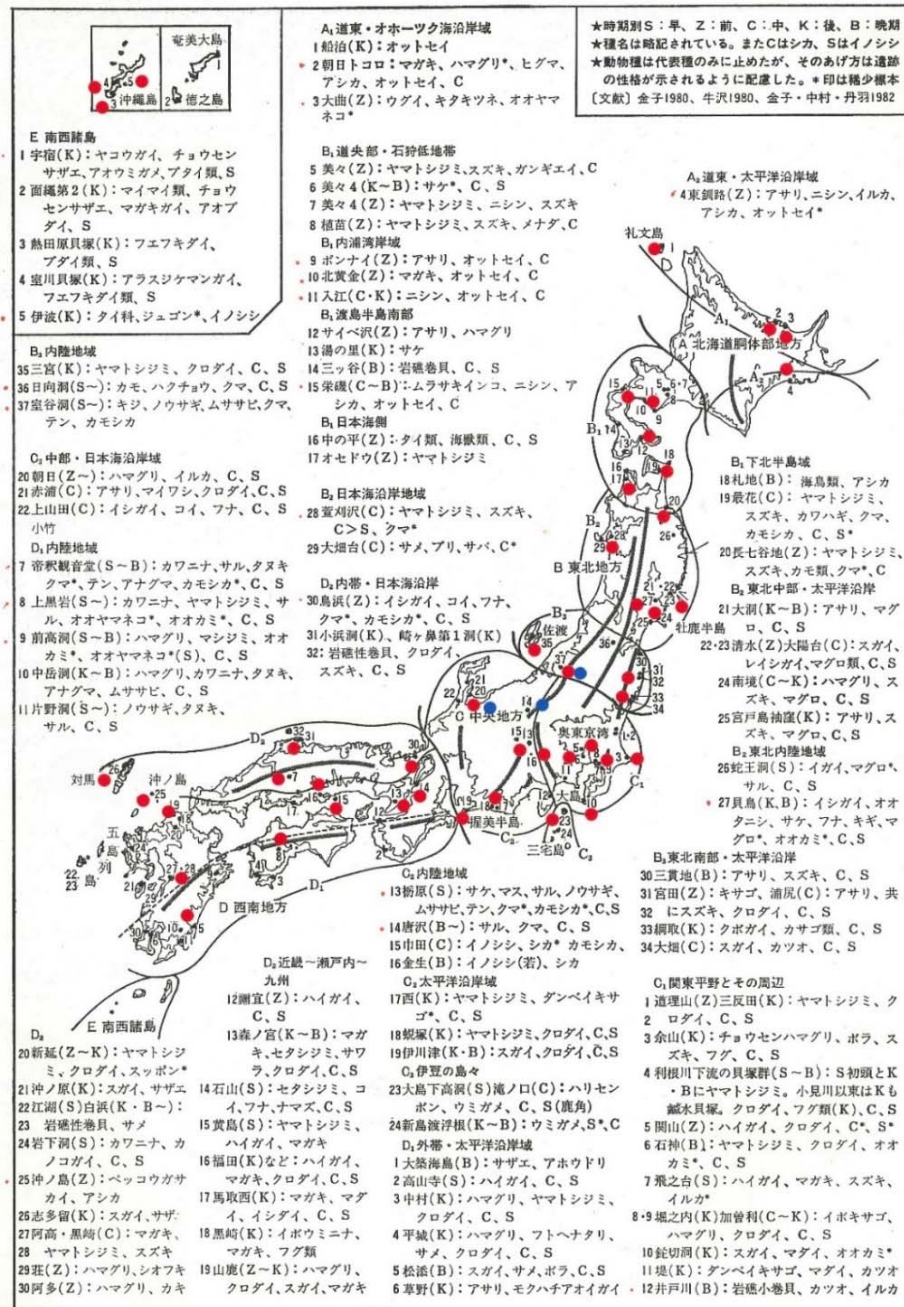 ★時期別S：早、Z：前、C：中、K：後、B：晩期
★種名は略記されている。またCはシカ、Sはイノシシ
★動物種は代表種のみに止めたが、そのあげ方は遺跡
の性格が示されるように配慮した。*印は稀少標本
〔文献〕金子1980、牛沢1980、金子・中村・丹羽1982
奄美大島
1
4 5
3
沖縄島
2
徳之島
E 南西諸島
1 宇宿(K)：ヤコウガイ、チョウセン
サザエ、アオウミガメ、アタイ類、S
2 面縄第2(K)：マイマイ類、チョウ
センサザエ、マガキガイ、アオブ
ダイ、S
3 熱田原貝塚(K)：フエフキダイ、
ブダイ類、S
4 室川貝塚(K)：アラスジケマンガイ、
フエフキダイ類、S
5 伊波(K)：タイ科、ジュゴン*、イノシシ
B₃内陸地域
35三宮(K)：ヤマトシジミ、クロダイ、C、S
36日向洞(S〜)：カモ、ハクチョウ、クマ、C、S
37室谷洞(S〜)：キジ、ノウサギ、ムササビ、クマ、
テン、カモシカ
C₂中部・日本海沿岸域
20朝日(Z〜)：ハマグリ、イルカ、C、S
21赤浦(C)：アサリ、マイワシ、クロダイ、C、S
22上山田(C)：イシガイ、コイ、フナ、C、S
小竹
D₁内陸地域
7 帝釈観音堂(S〜B)：カワニナ、サル、タヌキ
クマ*、テン、アナグマ、カモシカ*、C、S
8 上黒岩(S〜)：カワニナ、ヤマトシジミ、サ
ル、オオヤマネコ*、オオカミ*、C、S
9 前高洞(S〜B)：ハマグリ、マシジミ、オオ
カミ*、オオヤマネコ*(S)、C、S
10中岳洞(K〜B)：ハマグリ、カワニナ、タヌキ、
アナグマ、ムササビ、C、S
11片野洞(S〜)：ノウサギ、タヌキ、
サル、C、S
A₁道東・オホーツク海沿岸域
1船泊(K)：オットセイ
2朝日トコロ：マガキ、ハマグリ*、ヒグマ、
アシカ、オットセイ、C
3大曲(Z)：ウグイ、キタキツネ、オオヤマ
ネコ*
B₁道央部・石狩低地帯
5 美々(Z)：ヤマトシジミ、スズキ、ガンギエイ、C
6 美々4(K〜B)：サケ*、C、S
7 美々4(Z)：ヤマトシジミ、ニシン、スズキ
8 植苗(Z)：ヤマトシジミ、スズキ、メナダ、C
B₁内浦湾岸域
9 ポンナイ(Z)：アサリ、オットセイ、C
10北黄金(Z)：マガキ、オットセイ、C
11入江(C・K)：ニシン、オットセイ、C
B₁渡島半島南部
12サイベ沢(Z)：アサリ、ハマグリ
13湯の里(K)：サケ
14三ッ谷(B)：岩礁巻貝、C、S
15栄磯(C〜B)：ムラサキインコ、ニシン、ア
シカ、オットセイ、C
B₁日本海側
16中の平(Z)：タイ類、海獣類、C、S
17オセドウ(Z)：ヤマトシジミ
B₂日本海沿岸地域
28萱刈沢(C)：ヤマトシジミ、スズキ、
C>S、クマ*
29大畑台(C)：サメ、ブリ、サバ、C*
D₂内帯・日本海沿岸
30鳥浜(Z)：イシガイ、コイ、フナ、
クマ*、カモシカ*、C、S
31小浜洞(K)、崎ヶ鼻第1洞(K)
32：岩礁性巻貝、クロダイ、
スズキ、C、S
A₂道東・太平洋沿岸域
4東釧路(Z)：アサリ、ニシン、イルカ、
アシカ、オットセイ*
礼文島
A 北海道胴体部地方
B₁下北半島域
18札地(B)：海鳥類、アシカ
19最花(C)：ヤマトシジミ、
スズキ、カワハギ、クマ、
カモシカ、C、S*
20長七谷地(Z)：ヤマトシジミ、
スズキ、カモ類、クマ*、C
B₂東北中部・太平洋沿岸
21大洞(K〜B)：アサリ、マグ
ロ、C、S
22・23清水(Z)大陽台(C)：スガイ、
レイシガイ、マグロ類、C、S
24南境(C〜K)：ハマグリ、ス
ズキ、マグロ、C、S
25宮戸島袖窪(K)：アサリ、ス
ズキ、マグロ、C、S
B₂東北内陸地域
26蛇王洞(S)：イガイ、マグロ*、
サル、C、S
27貝鳥(K、B)：イシガイ、オオ
タニシ、サケ、フナ、キギ、マ
グロ*、オオカミ*、C、S
B₃東北南部・太平洋沿岸
30三貫地(B)：アサリ、スズキ、C、S
31宮田(Z)：キサゴ、浦尻(C)：アサリ、共
32 にスズキ、クロダイ、C、S
33綱取(K)：クボガイ、カサゴ類、C、S
34大畑(C)：スガイ、カツオ、C、S
B 東北地方
牡鹿半島
佐渡
C 中央地方
奥東京湾
大島
三宅島
渥美半島
対馬
沖ノ島
五島列島
D 西南地方
E 南西諸島
C₂内陸地域
13栃原(S)：サケ、マス、サル、ノウサギ、
ムササビ、テン、クマ*、カモシカ*、C、S
14唐沢(B〜)：サル、クマ、C、S
15巾田(C)：イノシシ、シカ* カモシカ、
16金生(B)：イノシシ(若)、シカ
C₂太平洋沿岸域
17西(K)：ヤマトシジミ、ダンベイキサ
ゴ*、C、S
18蜆塚(K)：ヤマトシジミ、クロダイ、C、S
19伊川津(K・B)：スガイ、クロダイ、C、S
C₃伊豆の島々
23大島下高洞(S)滝ノ口(C)：ハリセン
ボン、ウミガメ、C、S(鹿角)
24新島渡浮根(K〜B)：ウミガメ、S*、C
D₁外帯・太平洋沿岸域
1 大築海島(B)：サザエ、アホウドリ
2 高山寺(S)：ハイガイ、C、S
3 中村(K)：ハマグリ、ヤマトシジミ、
クロダイ、C、S
4 平城(K)：ハマグリ、フトヘナタリ、
サメ、クロダイ、C、S
5 松添(B)：スガイ、サメ、ボラ、C、S
6 草野(K)：アサリ、モクハチアオイガイ
D₂近畿〜瀬戸内〜
九州
12謝宜(Z)：ハイガイ、
C、S
13森ノ宮(K〜B)：マガ
キ、セタシジミ、サワ
ラ、クロダイ、C、S
14石山(S)：セタシジミ、コ
イ、フナ、ナマズ、C、S
15黄島(S)：ヤマトシジミ、
ハイガイ、マガキ
16福田(K)など：ハイガイ、
マガキ、クロダイ、C、S
17馬取西(K)：マガキ、マダ
イ、イシダイ、C、S
18黒崎(K)：イボウミニナ、
マガキ、フグ類
19山鹿(Z〜K)：ハマグリ、
クロダイ、スガイ、マガキ
D₂
20新延(Z〜K)：ヤマトシジ
ミ、クロダイ、スッポン*
21沖ノ原(K)：スガイ、サザエ
22江湖(S)白浜(K・B〜)：
23 岩礁性巻貝、サメ
24岩下洞(S)：カワニナ、カ
ノコガイ、C、S
25沖ノ島(Z)：ベッコウガサ
カイ、アシカ
26志多留(K)：スガイ、サザ
27阿高・黒崎(C)：マガキ、
28 ヤマトシジミ、スズキ
29荘(Z)：ハマグリ、シオフキ
30阿多(Z)：ハマグリ、カキ
C₁関東平野とその周辺
1 道理山(Z)三反田(K)：ヤマトシジミ、ク
2 ロダイ、C、S
3 余山(K)：チョウセンハマグリ、ボラ、ス
ズキ、フグ、C、S
4 利根川下流の貝塚群(S〜B)：S初頭とK
・Bにヤマトシジミ。小見川以東はKも
鹹水貝塚。クロダイ、フグ類(K)、C、S
5 関山(Z)：ハイガイ、クロダイ、C*、S*
6 石神(B)：ヤマトシジミ、クロダイ、オオ
カミ*、C、S
7 飛之台(S)：ハイガイ、マガキ、スズキ、
イルカ*
8・9堀之内(K)加曽利(C〜K)：イボキサゴ、
ハマグリ、クロダイ、C、S
10鉈切洞(K)：スガイ、マダイ、オオカミ*
11堤(K)：ダンベイキサゴ、マダイ、カツオ
12井戸川(B)：岩礁小巻貝、カツオ、イルカ